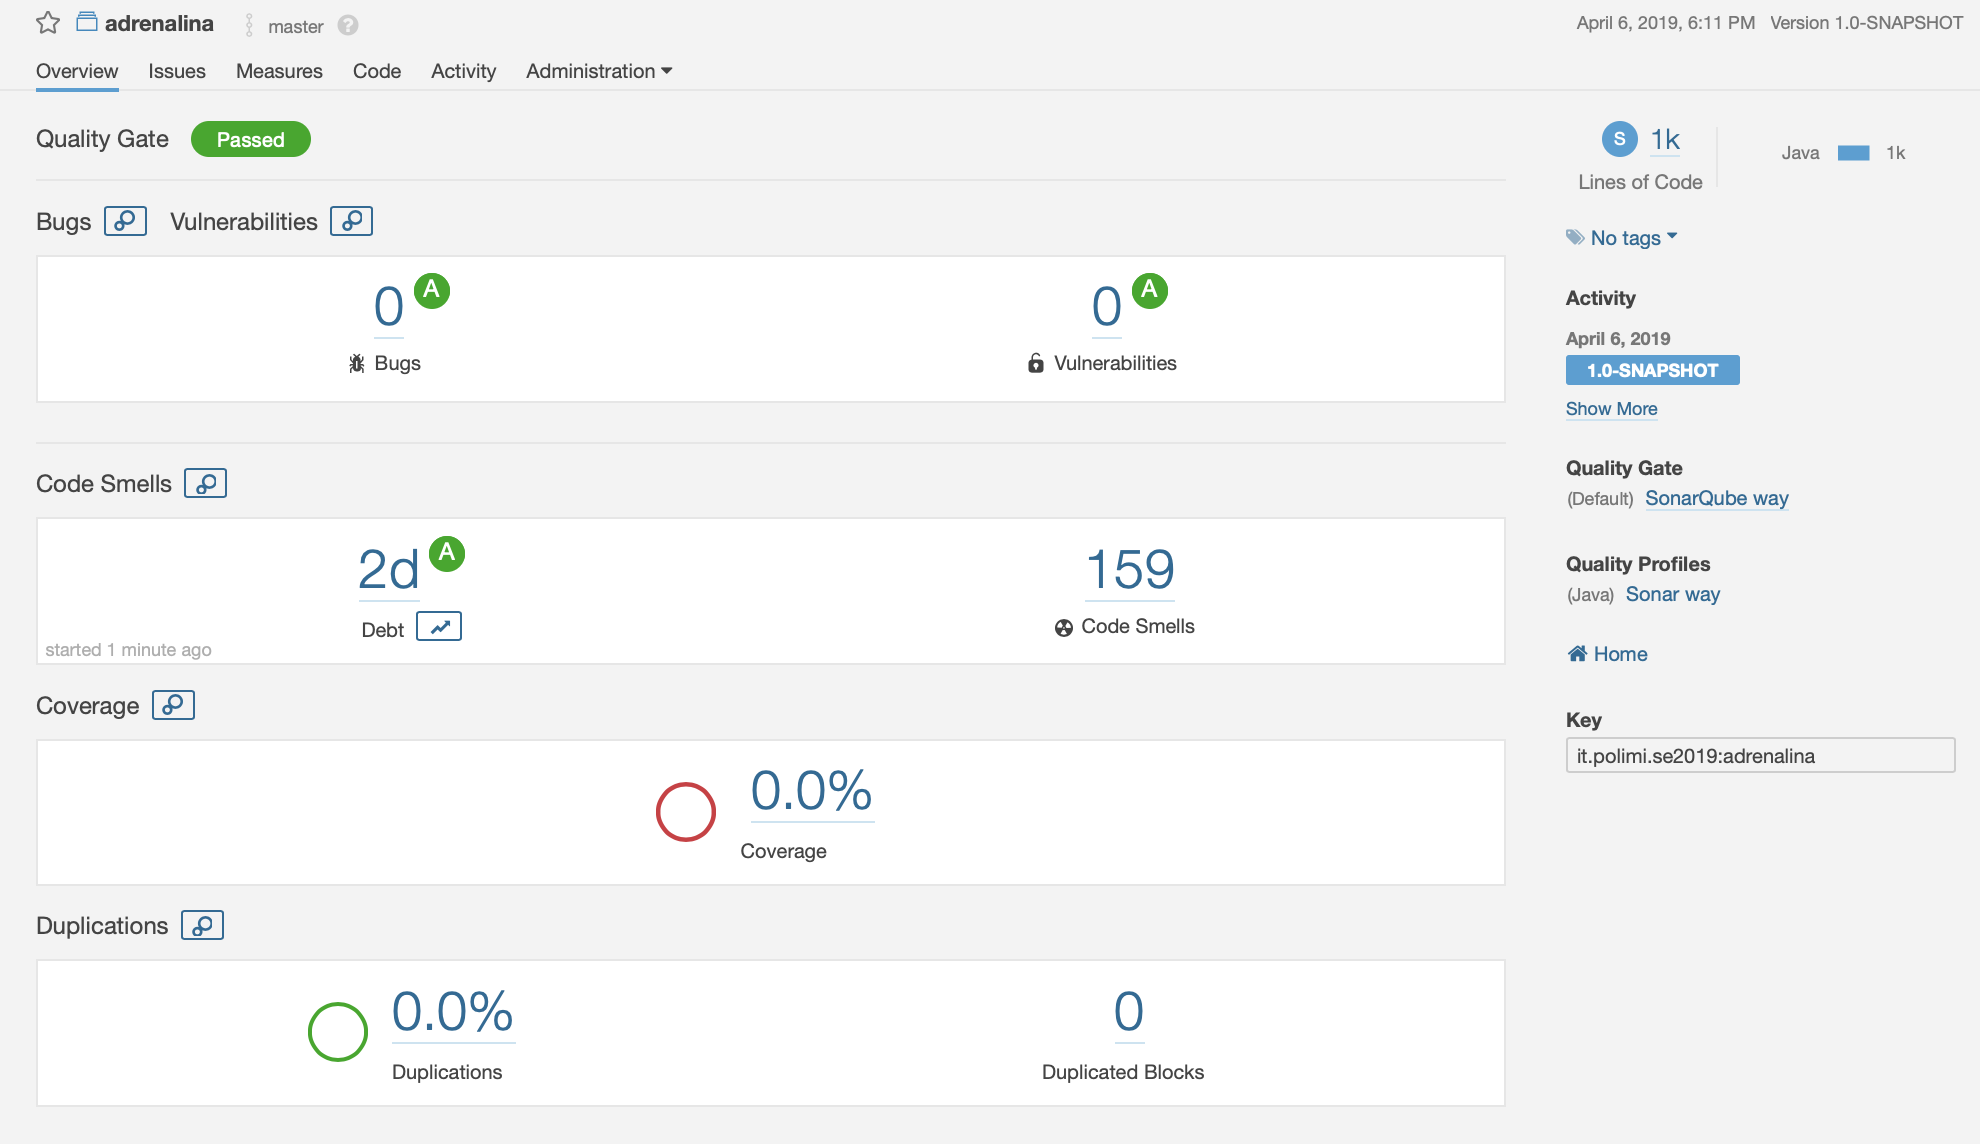 adrenalina master ? April 6, 2019, 6:11 PM Version 1.0-SNAPSHOT
Overview Issues Measures Code Activity Administration
Quality Gate Passed
S 1k
Lines of Code
Java 1k
Bugs Vulnerabilities
No tags
0 A
Bugs
0 A
Vulnerabilities
Activity
April 6, 2019
1.0-SNAPSHOT
Show More
Code Smells
Quality Gate
(Default) SonarQube way
2d A
Debt
started 1 minute ago
159
Code Smells
Quality Profiles
(Java) Sonar way
Home
Coverage
Key
it.polimi.se2019:adrenalina
0.0%
Coverage
Duplications
0.0%
Duplications
0
Duplicated Blocks